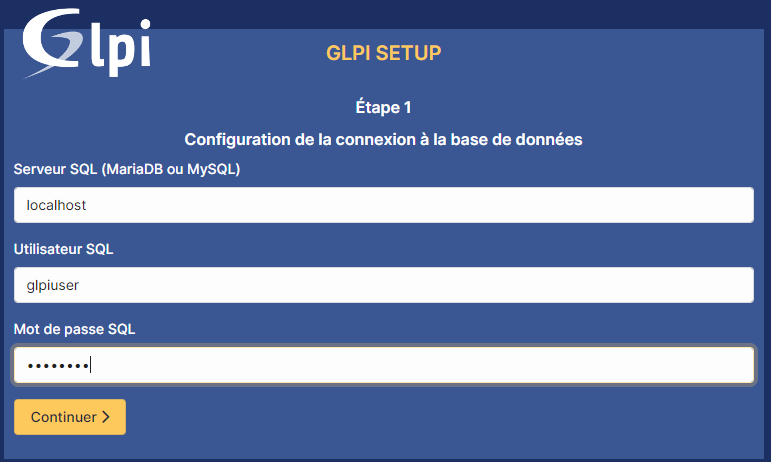 Glpi
GLPI SETUP
Étape 1
Configuration de la connexion à la base de données
Serveur SQL (MariaDB ou MySQL)
localhost
Utilisateur SQL
glpiuser
Mot de passe SQL
••••••••
Continuer